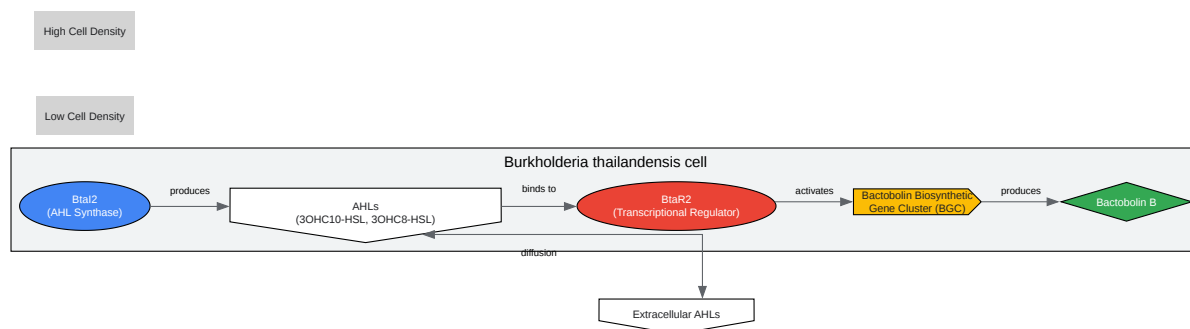 High Cell Density
Low Cell Density
Burkholderia thailandensis cell
BtaI2
(AHL Synthase)
produces
AHLs
(3OHC10-HSL, 3OHC8-HSL)
binds to
BtaR2
(Transcriptional Regulator)
activates
Bactobolin Biosynthetic
Gene Cluster (BGC)
produces
Bactobolin B
diffusion
Extracellular AHLs